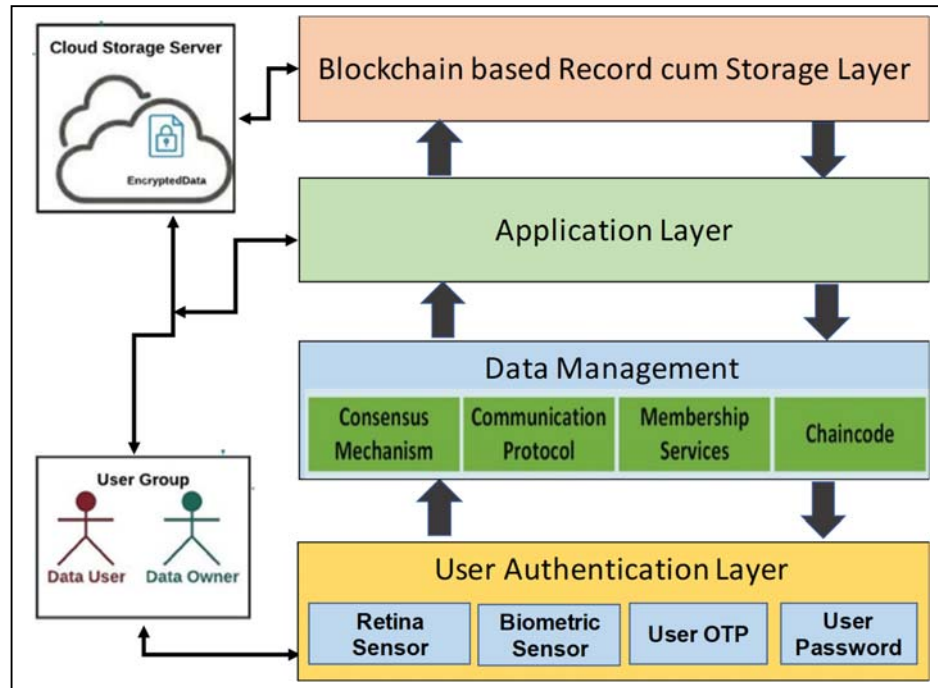 Cloud Storage Server
EncryptedData
Blockchain based Record cum Storage Layer
Application Layer
Data Management
Consensus
Mechanism
Communication
Protocol
Membership
Services
Chaincode
User Group
Data User
Data Owner
User Authentication Layer
Retina
Sensor
Biometric
Sensor
User OTP
User
Password